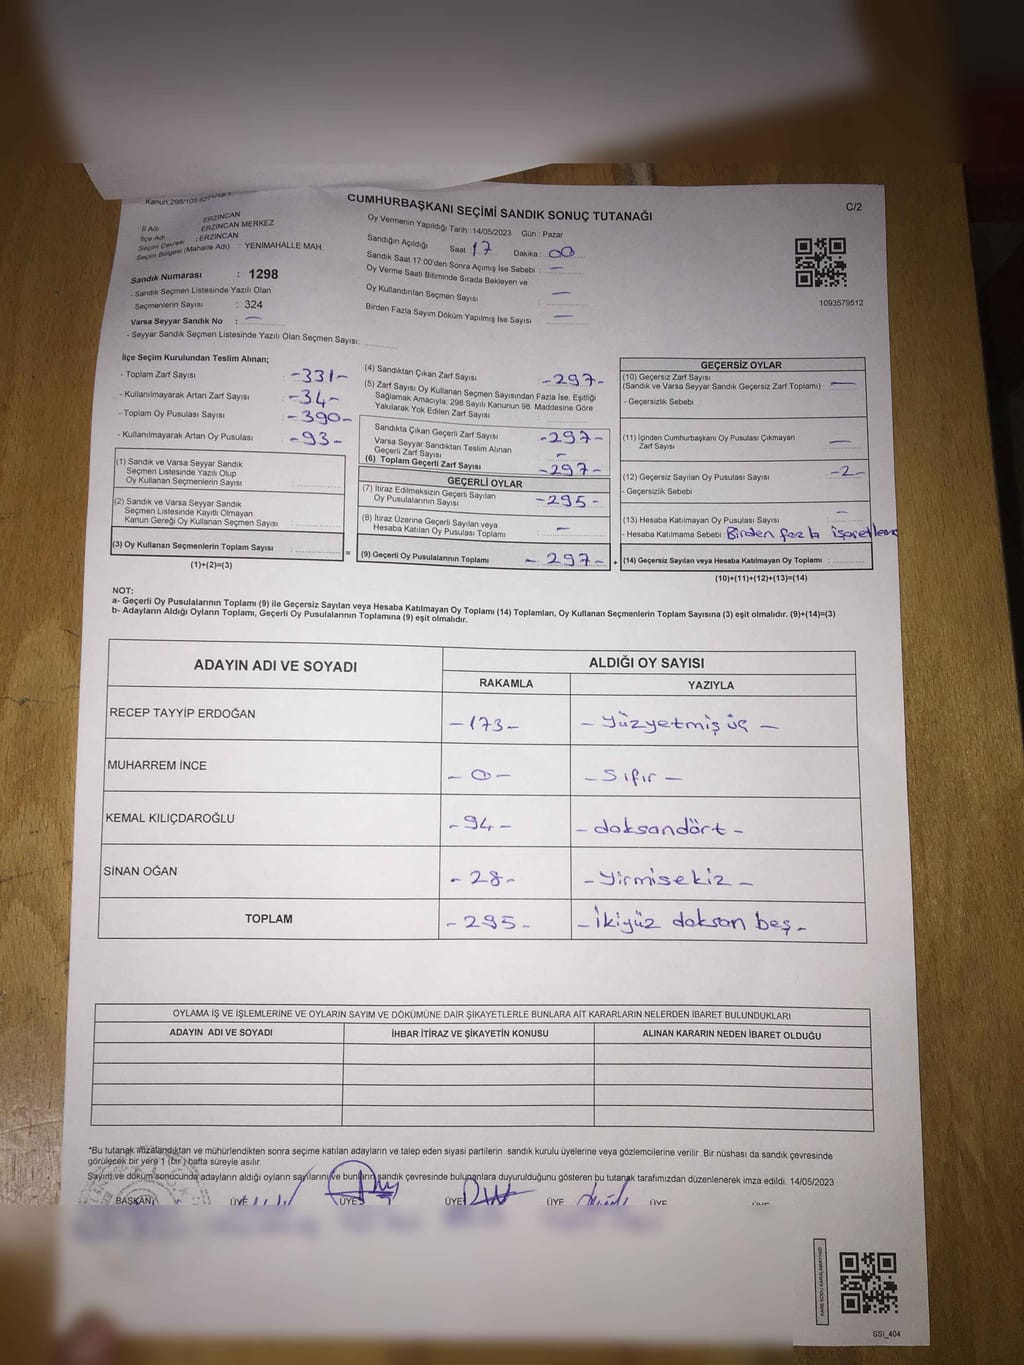 Kanun:298/105
CUMHURBAŞKANI SEÇİMİ SANDIK SONUÇ TUTANAĞI
C/2
İl Adı : ERZİNCAN
İlçe Adı : ERZİNCAN MERKEZ
Seçim Çevresi : ERZİNCAN
Seçim Bölgesi (Mahalle Adı) YENİMAHALLE MAH.
Sandık Numarası : 1298
- Sandık Seçmen Listesinde Yazılı Olan
Seçmenlerin Sayısı : 324
Varsa Seyyar Sandık No : —
- Seyyar Sandık Seçmen Listesinde Yazılı Olan Seçmen Sayısı:
Oy Vermenin Yapıldığı Tarih : 14/05/2023 Gün : Pazar
Sandığın Açıldığı Saat 17 Dakika : 00
Sandık Saat 17:00'den Sonra Açımış İse Sebebi : —
Oy Verme Saati Bitiminde Sırada Bekleyen ve
Oy Kullandırılan Seçmen Sayısı —
Birden Fazla Sayım Döküm Yapılmış İse Sayısı : —
1093579512
İlçe Seçim Kurulundan Teslim Alınan;
- Toplam Zarf Sayısı : -331-
- Kullanılmayarak Artan Zarf Sayısı : -34-
- Toplam Oy Pusulası Sayısı : -390-
- Kullanılmayarak Artan Oy Pusulası : -93-
(1) Sandık ve Varsa Seyyar Sandık
Seçmen Listesinde Yazılı Olup
Oy Kullanan Seçmenlerin Sayısı :
(2) Sandık ve Varsa Seyyar Sandık
Seçmen Listesinde Kayıtlı Olmayan
Kanun Gereği Oy Kullanan Seçmen Sayısı :
(3) Oy Kullanan Seçmenlerin Toplam Sayısı :
(1)+(2)=(3)
=
(4) Sandıktan Çıkan Zarf Sayısı : -297-
(5) Zarf Sayısı Oy Kullanan Seçmen Sayısından Fazla İse, Eşitliği
Sağlamak Amacıyla; 298 Sayılı Kanunun 98. Maddesine Göre
Yakılarak Yok Edilen Zarf Sayısı :
Sandıkta Çıkan Geçerli Zarf Sayısı : -297-
Varsa Seyyar Sandıktan Teslim Alınan
Geçerli Zarf Sayısı : -
(6) Toplam Geçerli Zarf Sayısı : -297-
GEÇERLİ OYLAR
(7) İtiraz Edilmeksizin Geçerli Sayılan
Oy Pusulalarının Sayısı : -295-
(8) İtiraz Üzerine Geçerli Sayılan veya
Hesaba Katılan Oy Pusulası Toplamı : —
(9) Geçerli Oy Pusulalarının Toplamı : - 297-
+
GEÇERSİZ OYLAR
(10) Geçersiz Zarf Sayısı
(Sandık ve Varsa Seyyar Sandık Geçersiz Zarf Toplamı) : —
- Geçersizlik Sebebi :
(11) İçinden Cumhurbaşkanı Oy Pusulası Çıkmayan
Zarf Sayısı : —
(12) Geçersiz Sayılan Oy Pusulası Sayısı : -2-
- Geçersizlik Sebebi :
(13) Hesaba Katılmayan Oy Pusulası Sayısı : —
- Hesaba Katılmama Sebebi : Birden fazla
(14) Geçersiz Sayılan veya Hesaba Katılmayan Oy Toplamı :
(10)+(11)+(12)+(13)=(14)
NOT:
a- Geçerli Oy Pusulalarının Toplamı (9) ile Geçersiz Sayılan veya Hesaba Katılmayan Oy Toplamı (14) Toplamları, Oy Kullanan Seçmenlerin Toplam Sayısına (3) eşit olmalıdır. (9)+(14)=(3)
b- Adayların Aldığı Oyların Toplamı, Geçerli Oy Pusulalarının Toplamına (9) eşit olmalıdır.
ADAYIN ADI VE SOYADI
ALDIĞI OY SAYISI
RAKAMLA YAZIYLA
RECEP TAYYİP ERDOĞAN -173- - Yüzyetmiş üç -
MUHARREM İNCE - 0 - - Sıfır -
KEMAL KILIÇDAROĞLU -94- - doksandört -
SİNAN OĞAN -28- - Yirmisekiz -
TOPLAM -295- - İkiyüz doksan beş -
OYLAMA İŞ VE İŞLEMLERİNE VE OYLARIN SAYIM VE DÖKÜMÜNE DAİR ŞİKAYETLERLE BUNLARA AİT KARARLARIN NELERDEN İBARET BULUNDUKLARI
ADAYIN ADI VE SOYADI İHBAR İTİRAZ VE ŞİKAYETİN KONUSU ALINAN KARARIN NEDEN İBARET OLDUĞU
*Bu tutanak imzalandıktan ve mühürlendikten sonra seçime katılan adayların ve talep eden siyasi partilerin sandık kurulu üyelerine veya gözlemcilerine verilir. Bir nüshası da sandık çevresinde
görülecek bir yere 1 (bir) hafta süreyle asılır.
Sayım ve döküm sonucunda adayların aldığı oyların sayılarını ve bunların sandık çevresinde bulunanlara duyurulduğunu gösteren bu tutanak tarafımızdan düzenlenerek imza edildi. 14/05/2023
BAŞKAN ÜYE ÜYE ÜYE ÜYE ÜYE
KARE KODU KARALAMAYINIZ!
SSI_404